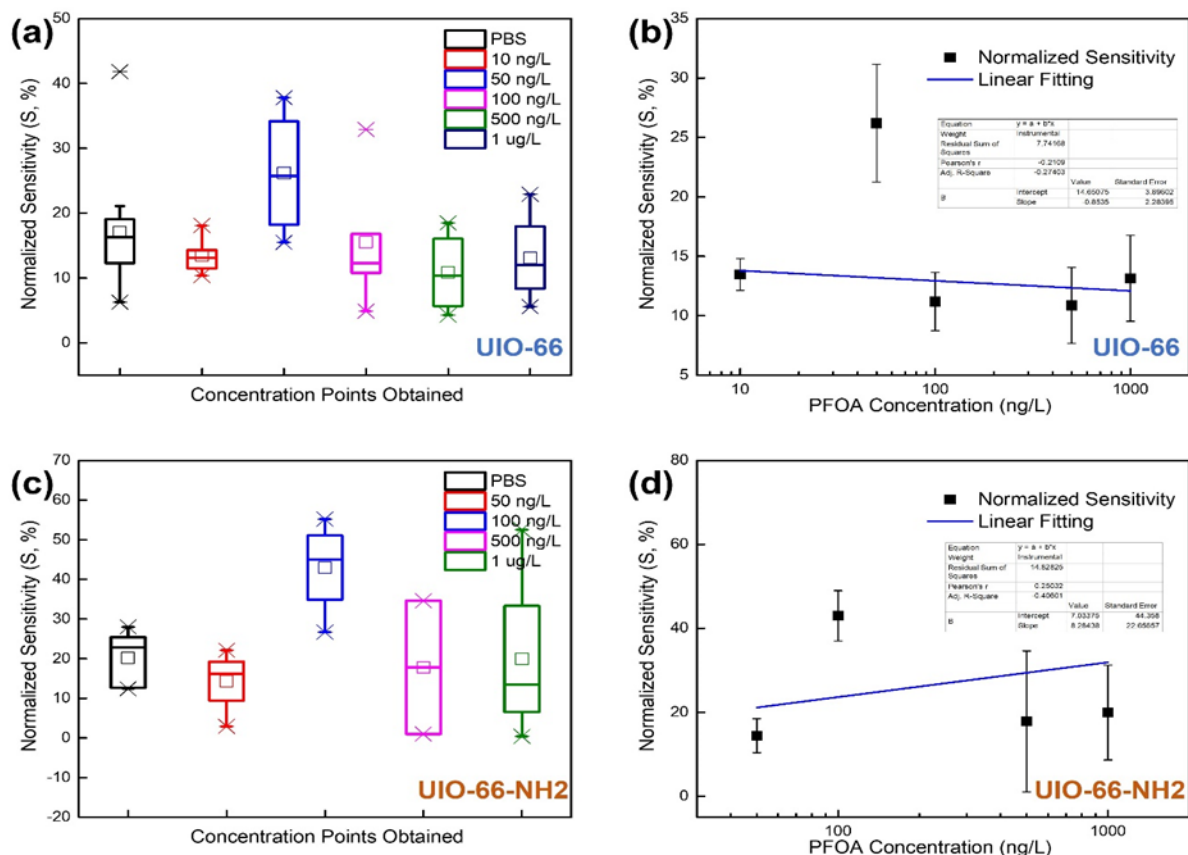 (a)
50
40
30
20
10
0
Normalized Sensitivity (S, %)
PBS
10 ng/L
50 ng/L
100 ng/L
500 ng/L
1 ug/L
UIO-66
Concentration Points Obtained
(b)
35
30
25
20
15
10
5
Normalized Sensitivity (S, %)
Normalized Sensitivity
Linear Fitting
Equation y = a + b*x
Weight Instrumental
Residual Sum of Squares 7.74168
Pearson's r -0.2109
Adj. R-Square -0.27403
Value Standard Error
B Intercept 14.65075 3.89602
Slope -0.8535 2.28395
UIO-66
10 100 1000
PFOA Concentration (ng/L)
(c)
70
60
50
40
30
20
10
0
-10
-20
Normalized Sensitivity (S, %)
PBS
50 ng/L
100 ng/L
500 ng/L
1 ug/L
UIO-66-NH2
Concentration Points Obtained
(d)
80
60
40
20
0
Normalized Sensitivity (S, %)
Normalized Sensitivity
Linear Fitting
Equation y = a + b*x
Weight Instrumental
Residual Sum of Squares 14.82825
Pearson's r 0.25032
Adj. R-Square -0.40601
Value Standard Error
B Intercept 7.03375 44.358
Slope 8.28438
UIO-66-NH2
100 1000
PFOA Concentration (ng/L)